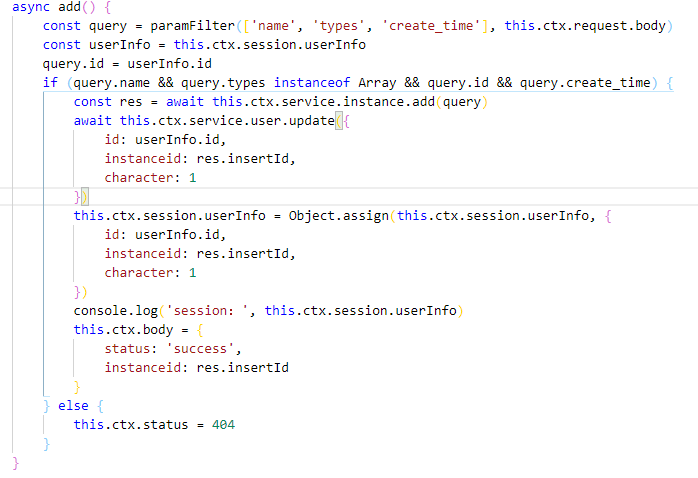 async add() {
    const query = paramFilter(['name', 'types', 'create_time'], this.ctx.request.body)
    const userInfo = this.ctx.session.userInfo
    query.id = userInfo.id
    if (query.name && query.types instanceof Array && query.id && query.create_time) {
        const res = await this.ctx.service.instance.add(query)
        await this.ctx.service.user.update({
            id: userInfo.id,
            instanceid: res.insertId,
            character: 1
        })
        this.ctx.session.userInfo = Object.assign(this.ctx.session.userInfo, {
            id: userInfo.id,
            instanceid: res.insertId,
            character: 1
        })
        console.log('session: ', this.ctx.session.userInfo)
        this.ctx.body = {
            status: 'success',
            instanceid: res.insertId
        }
    } else {
        this.ctx.status = 404
    }
}